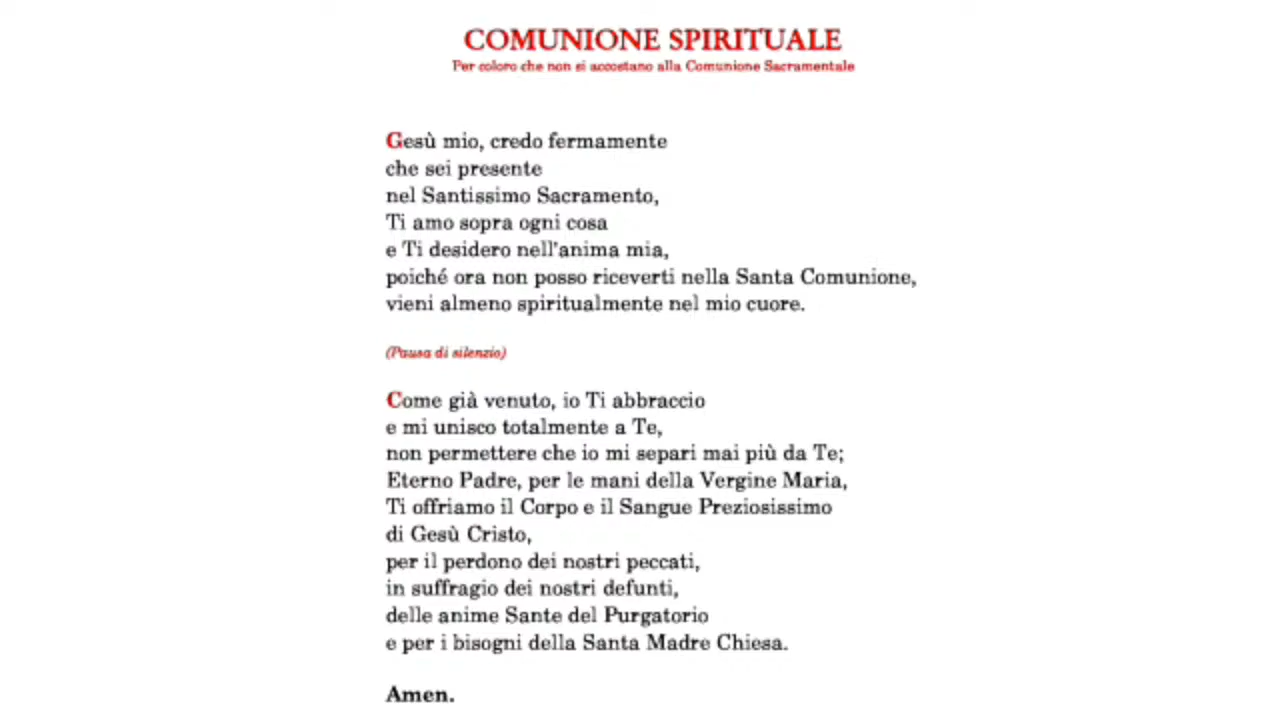 COMUNIONE SPIRITUALE
Per coloro che non si accostano alla Comunione Sacramentale
Gesù mio, credo fermamente
che sei presente
nel Santissimo Sacramento,
Ti amo sopra ogni cosa
e Ti desidero nell'anima mia,
poiché ora non posso riceverti nella Santa Comunione,
vieni almeno spiritualmente nel mio cuore.
(Pausa di silenzio)
Come già venuto, io Ti abbraccio
e mi unisco totalmente a Te,
non permettere che io mi separi mai più da Te;
Eterno Padre, per le mani della Vergine Maria,
Ti offriamo il Corpo e il Sangue Preziosissimo
di Gesù Cristo,
per il perdono dei nostri peccati,
in suffragio dei nostri defunti,
delle anime Sante del Purgatorio
e per i bisogni della Santa Madre Chiesa.
Amen.